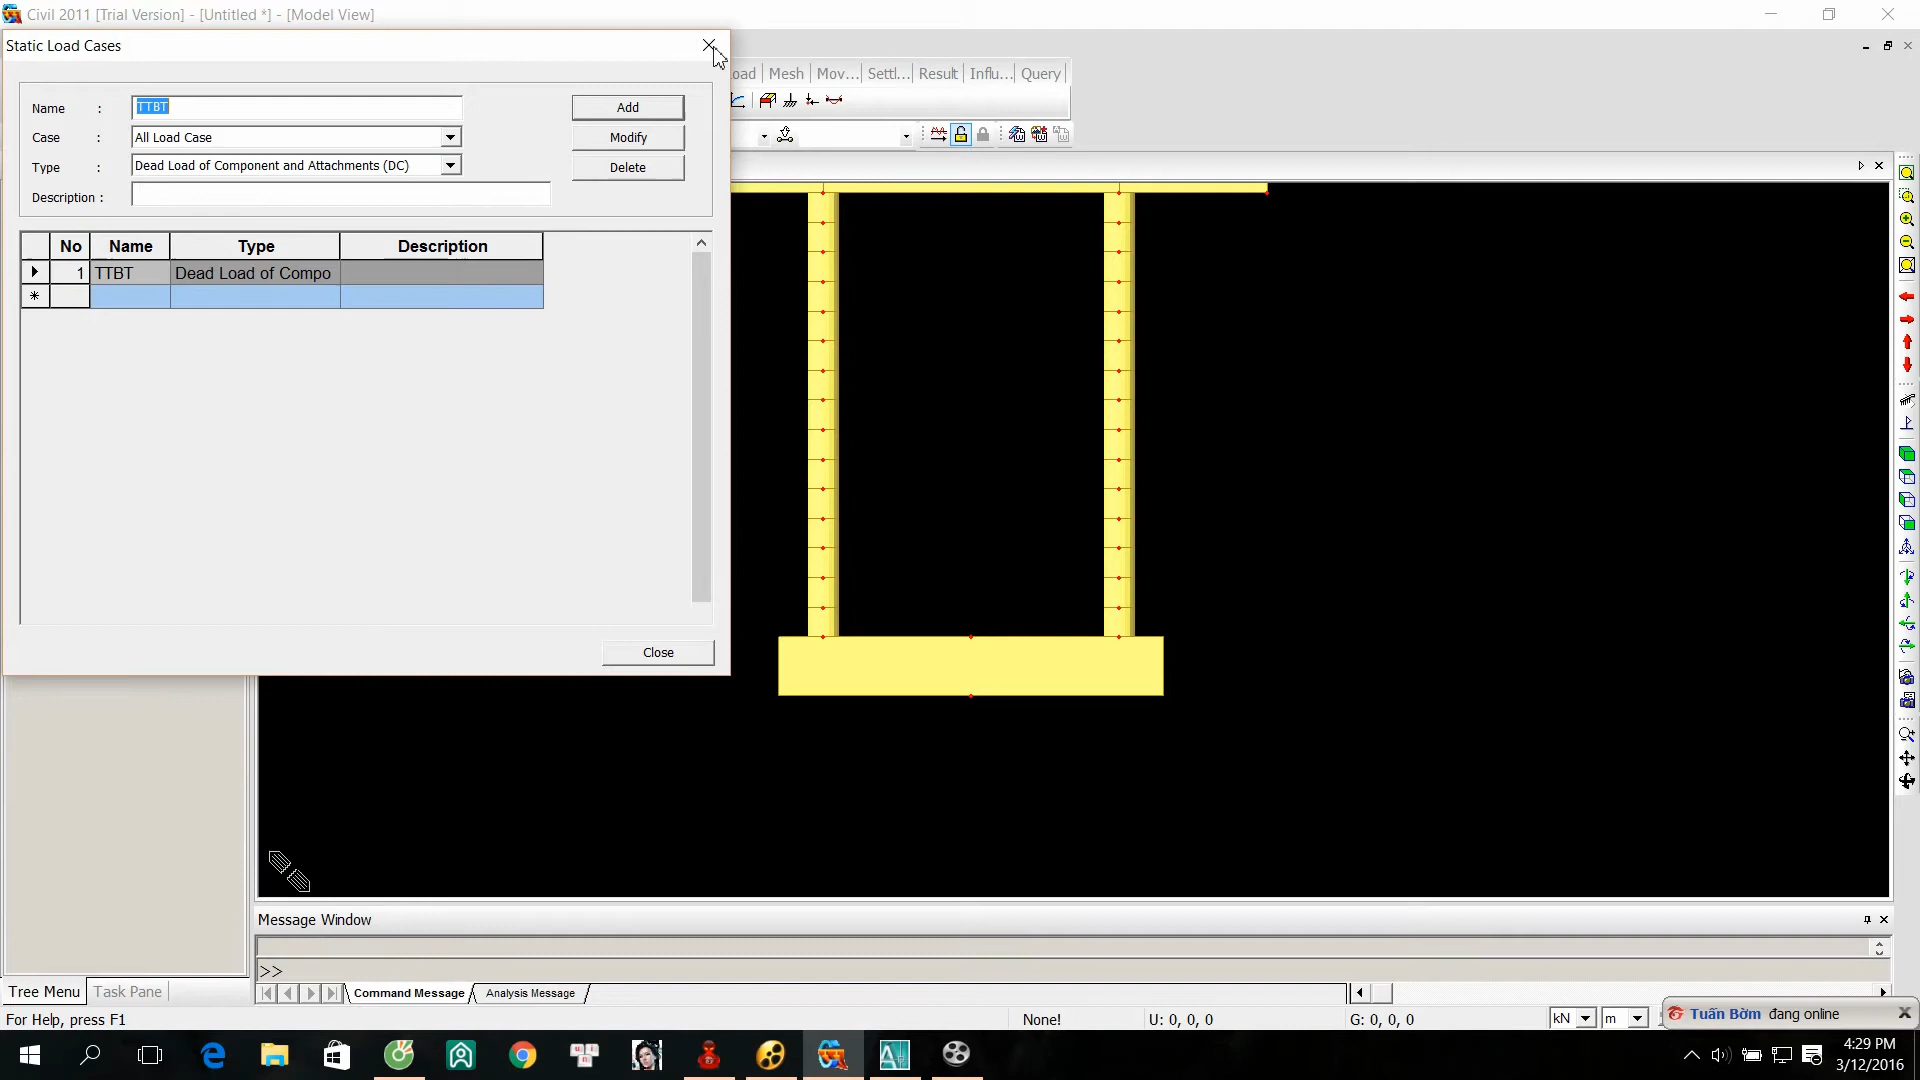 Civil 2011 [Trial Version] - [Untitled *] - [Model View]
Static Load Cases
Name : TTBT Add
Case : All Load Case Modify
Type : Dead Load of Component and Attachments (DC) Delete
Description :
No Name Type Description
1 TTBT Dead Load of Compo
*
Close
Mesh Mov... Settl... Result Influ... Query
Message Window
>>
Tree Menu Task Pane
Command Message Analysis Message
For Help, press F1 None! U: 0, 0, 0 G: 0, 0, 0 kN m
Tuấn Bờm đang online
4:29 PM
3/12/2016